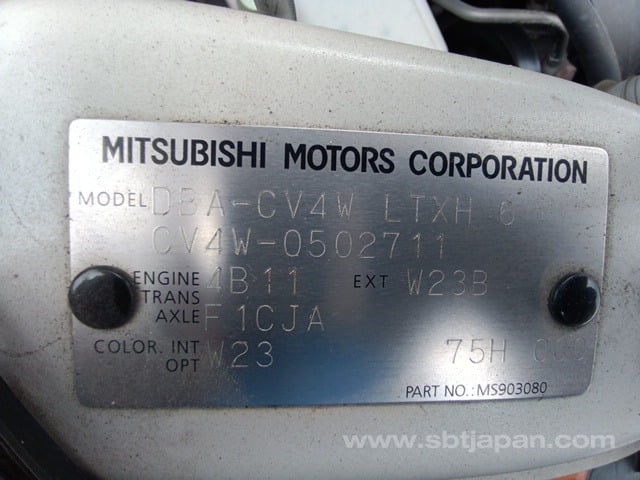 MITSUBISHI MOTORS CORPORATION
MODEL DBA-CV4W LTXH 6
CV4W-0502711
ENGINE 4B11 EXT W23B
TRANS
AXLE F1CJA
COLOR. INT W23 75H
OPT
PART NO.: MS903080
www.sbtjapan.com